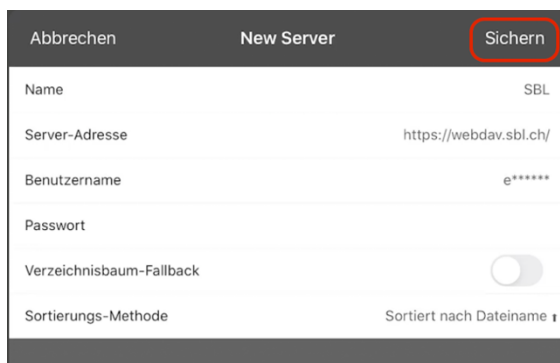 Abbrechen New Server Sichern
Name SBL
Server-Adresse https://webdav.sbl.ch/
Benutzername e******
Passwort
Verzeichnisbaum-Fallback
Sortierungs-Methode Sortiert nach Dateiname ⬆